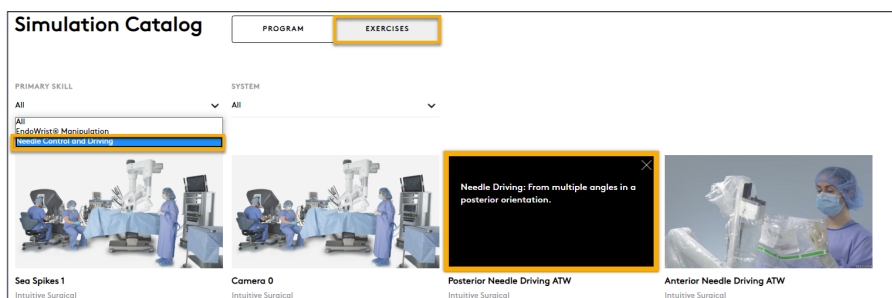 Simulation Catalog
PROGRAM
EXERCISES
PRIMARY SKILL
SYSTEM
All
All
All
EndoWrist® Manipulation
Needle Control and Driving
Needle Driving: From multiple angles in a
posterior orientation.
Sea Spikes 1
Camera 0
Posterior Needle Driving ATW
Anterior Needle Driving ATW
Intuitive Surgical
Intuitive Surgical
Intuitive Surgical
Intuitive Surgical